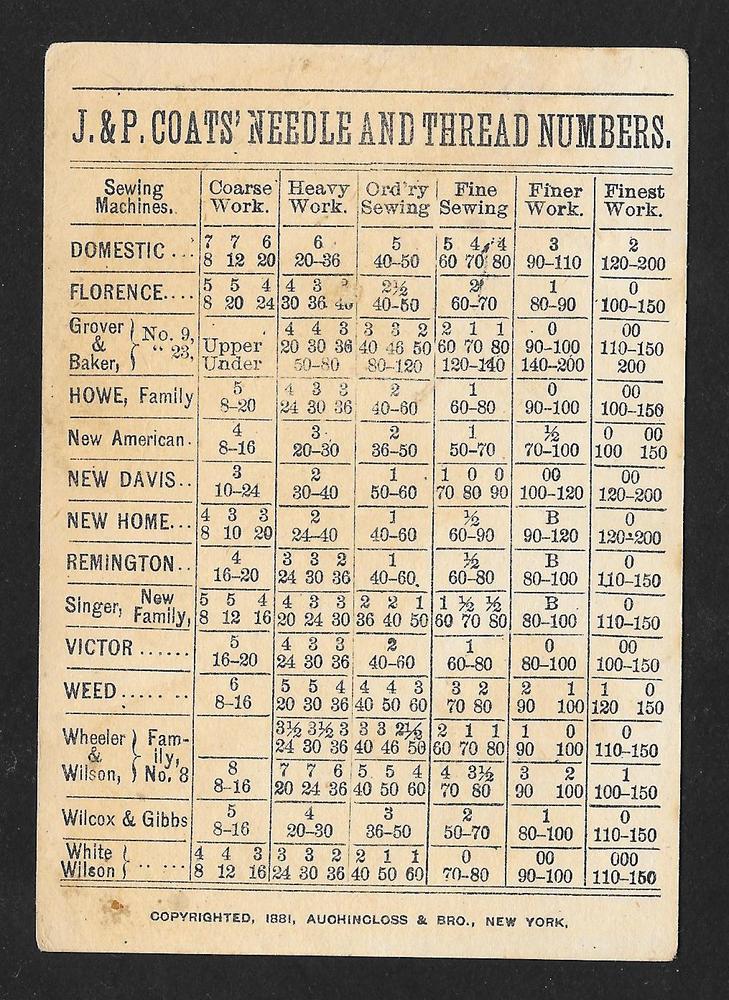 J. & P. COATS' NEEDLE AND THREAD NUMBERS.
Sewing Machines. Coarse Work. Heavy Work. Ord'ry Sewing Fine Sewing Finer Work. Finest Work.
DOMESTIC ... 7 7 6 6 5 5 4 4 3 2
8 12 20 20–36 40–50 60 70 80 90–110 120–200
FLORENCE.... 5 5 4 4 3 2½ 2 1 0
8 20 24 30 36 40 40–50 60–70 80–90 100–150
Grover & Baker, { No. 9, 4 4 3 3 3 2 2 1 1 0 00
" 23, Upper 20 30 36 40 46 50 60 70 80 90–100 110–150
Under 50–80 80–120 120–140 140–200 200
HOWE, Family 5 4 3 3 2 1 0 00
8–20 24 30 36 40–60 60–80 90–100 100–150
New American. 4 3 2 1 ½ 0 00
8–16 20–30 36–50 50–70 70–100 100 150
NEW DAVIS.. 3 2 1 1 0 0 00 00
10–24 30–40 50–60 70 80 90 100–120 120–200
NEW HOME... 4 3 3 2 1 ½ B 0
8 10 20 24–40 40–60 60–90 90–120 120–200
REMINGTON.. 4 3 3 2 1 ½ B 0
16–20 24 30 36 40–60. 60–80 80–100 110–150
Singer, New Family, 5 5 4 4 3 3 2 2 1 1 ½ ½ B 0
8 12 16 20 24 30 36 40 50 60 70 80 80–100 110–150
VICTOR ...... 5 4 3 3 2 1 0 00
16–20 24 30 36 40–60 60–80 80–100 100–150
WEED ..... .. 6 5 5 4 4 4 3 3 2 2 1 1 0
8–16 20 30 36 40 50 60 70 80 90 100 120 150
Wheeler & Wilson, } Family, No. 8 3½ 3½ 3 3 3 2½ 2 1 1 1 0 0
24 30 36 40 46 50 60 70 80 90 100 110–150
8 7 7 6 5 5 4 4 3½ 3 2 1
8–16 20 24 36 40 50 60 70 80 90 100 100–150
Wilcox & Gibbs 5 4 3 2 1 0
8–16 20–30 36–50 50–70 80–100 110–150
White Wilson { .. ... 4 4 3 3 3 2 2 1 1 0 00 000
8 12 16 24 30 36 40 50 60 70–80 90–100 110–150
COPYRIGHTED, 1881, AUCHINCLOSS & BRO., NEW YORK.